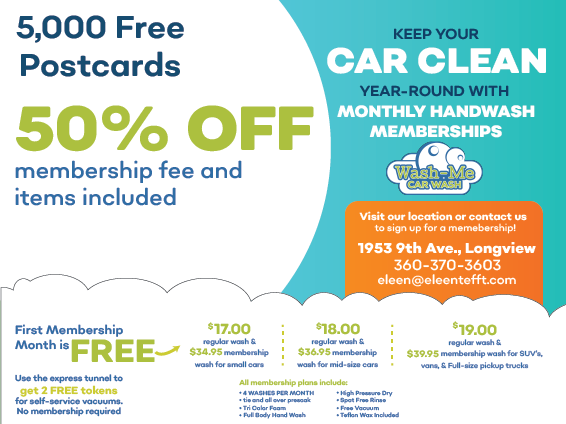 5,000 Free
Postcards
50% OFF
membership fee and
items included
KEEP YOUR
CAR CLEAN
YEAR-ROUND WITH
MONTHLY HANDWASH
MEMBERSHIPS
Wash-Me
CAR WASH
Visit our location or contact us
to sign up for a memebership!
1953 9th Ave., Longview
360-370-3603
eleen@eleentefft.com
First Membership
Month is FREE
Use the express tunnel to
get 2 FREE tokens
for self-service vacuums.
No membership required
$17.00
regular wash &
$34.95 membership
wash for small cars
$18.00
regular wash &
$36.95 membership
wash for mid-size cars
$19.00
regular wash &
$39.95 membership wash for SUV's,
vans, & Full-size pickup trucks
All membership plans include:
• 4 WASHES PER MONTH
• tie and all over presoak
• Tri Color Foam
• Full Body Hand Wash
• High Pressure Dry
• Spot Free Rinse
• Free Vacuum
• Teflon Wax Included